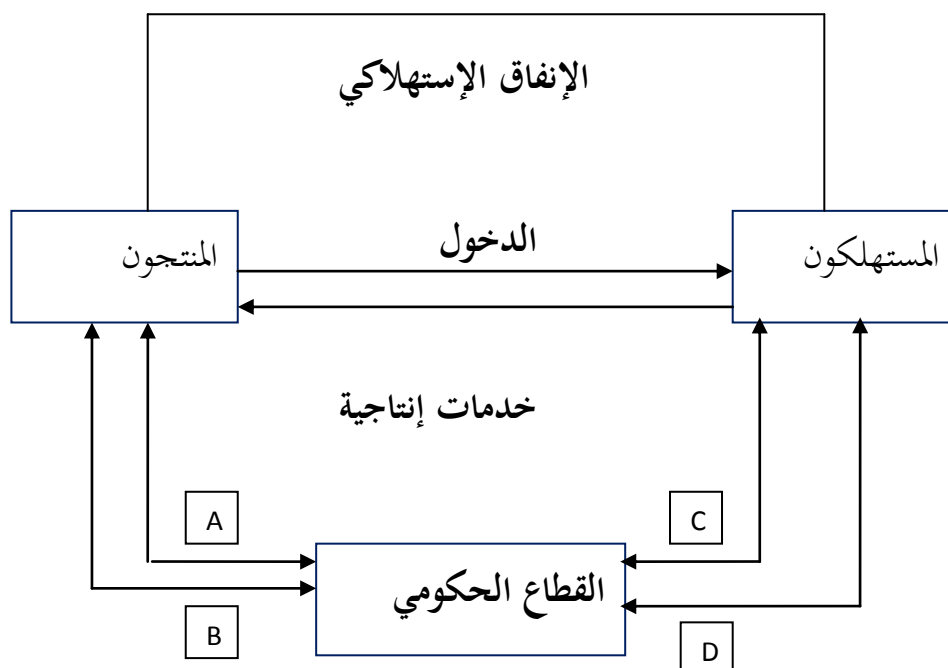 الإنفاق الإستهلاكي
المستهلكون
الدخول
المنتجون
خدمات إنتاجية
C
A
القطاع الحكومي
D
B